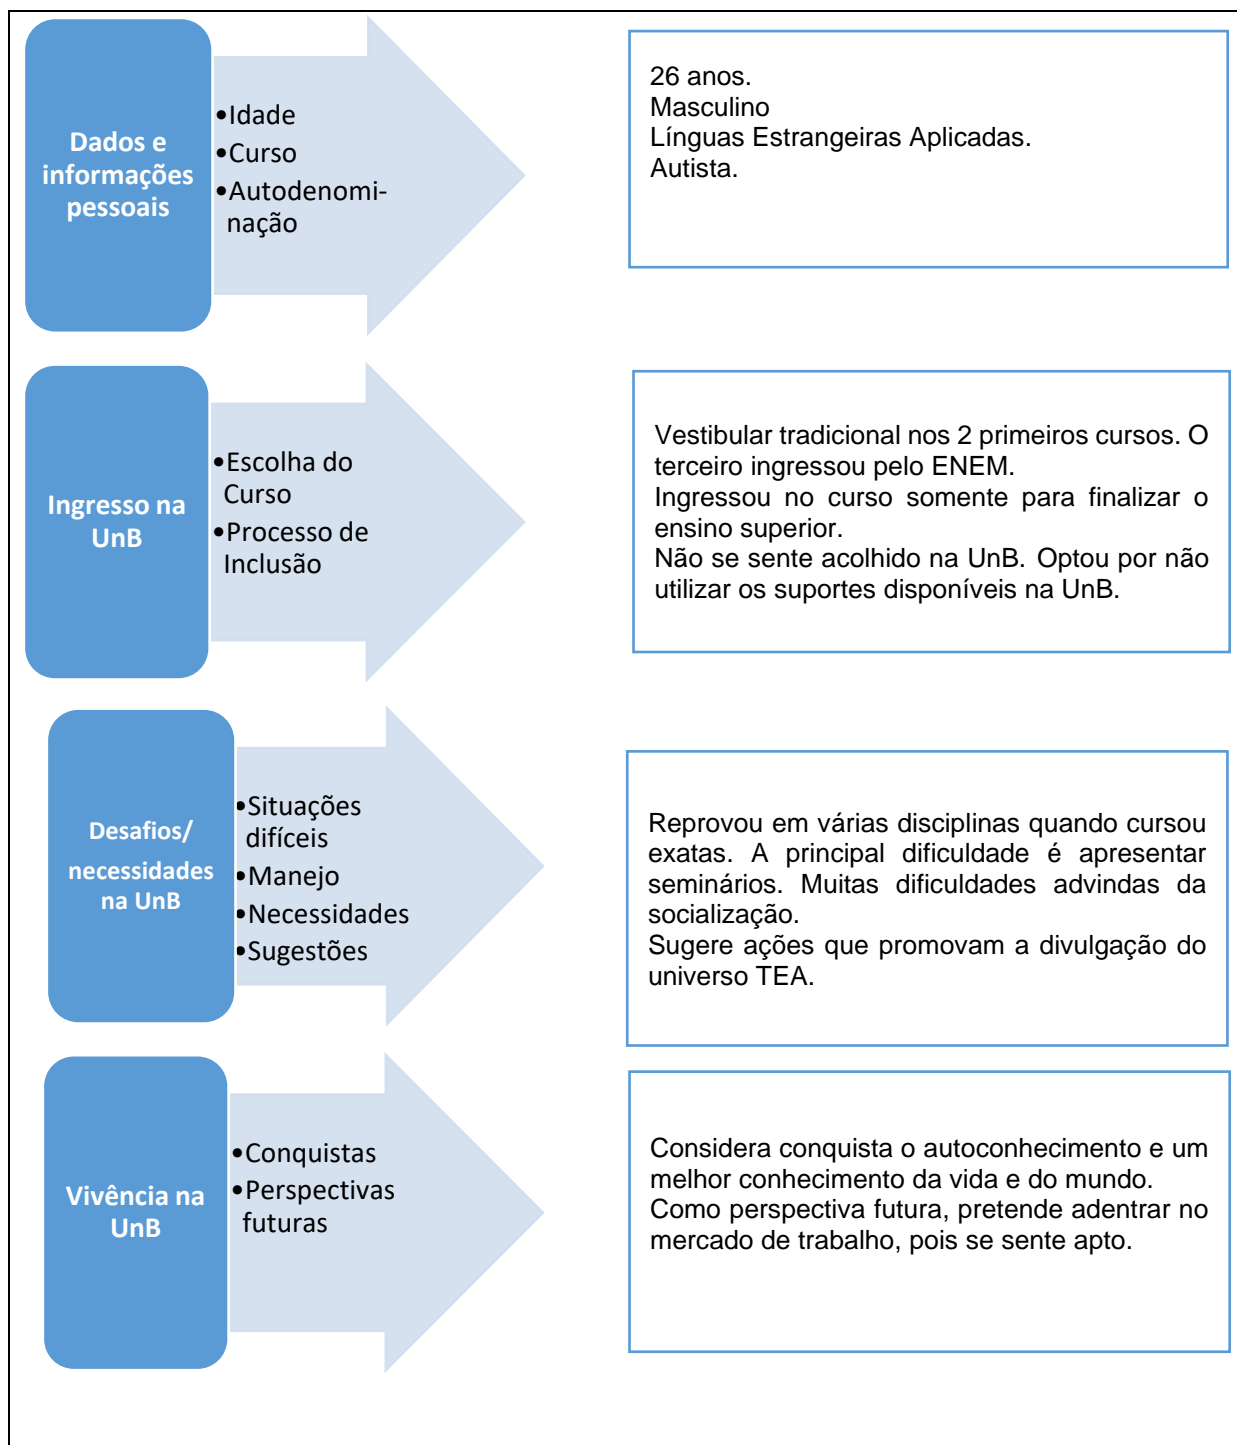 Dados e
informações
pessoais
•Idade
•Curso
•Autodenomi-
nação
26 anos.
Masculino
Línguas Estrangeiras Aplicadas.
Autista.
Ingresso na
UnB
•Escolha do
Curso
•Processo de
Inclusão
Vestibular tradicional nos 2 primeiros cursos. O
terceiro ingressou pelo ENEM.
Ingressou no curso somente para finalizar o
ensino superior.
Não se sente acolhido na UnB. Optou por não
utilizar os suportes disponíveis na UnB.
Desafios/
necessidades
na UnB
•Situações
difíceis
•Manejo
•Necessidades
•Sugestões
Reprovou em várias disciplinas quando cursou
exatas. A principal dificuldade é apresentar
seminários. Muitas dificuldades advindas da
socialização.
Sugere ações que promovam a divulgação do
universo TEA.
Vivência na
UnB
•Conquistas
•Perspectivas
futuras
Considera conquista o autoconhecimento e um
melhor conhecimento da vida e do mundo.
Como perspectiva futura, pretende adentrar no
mercado de trabalho, pois se sente apto.